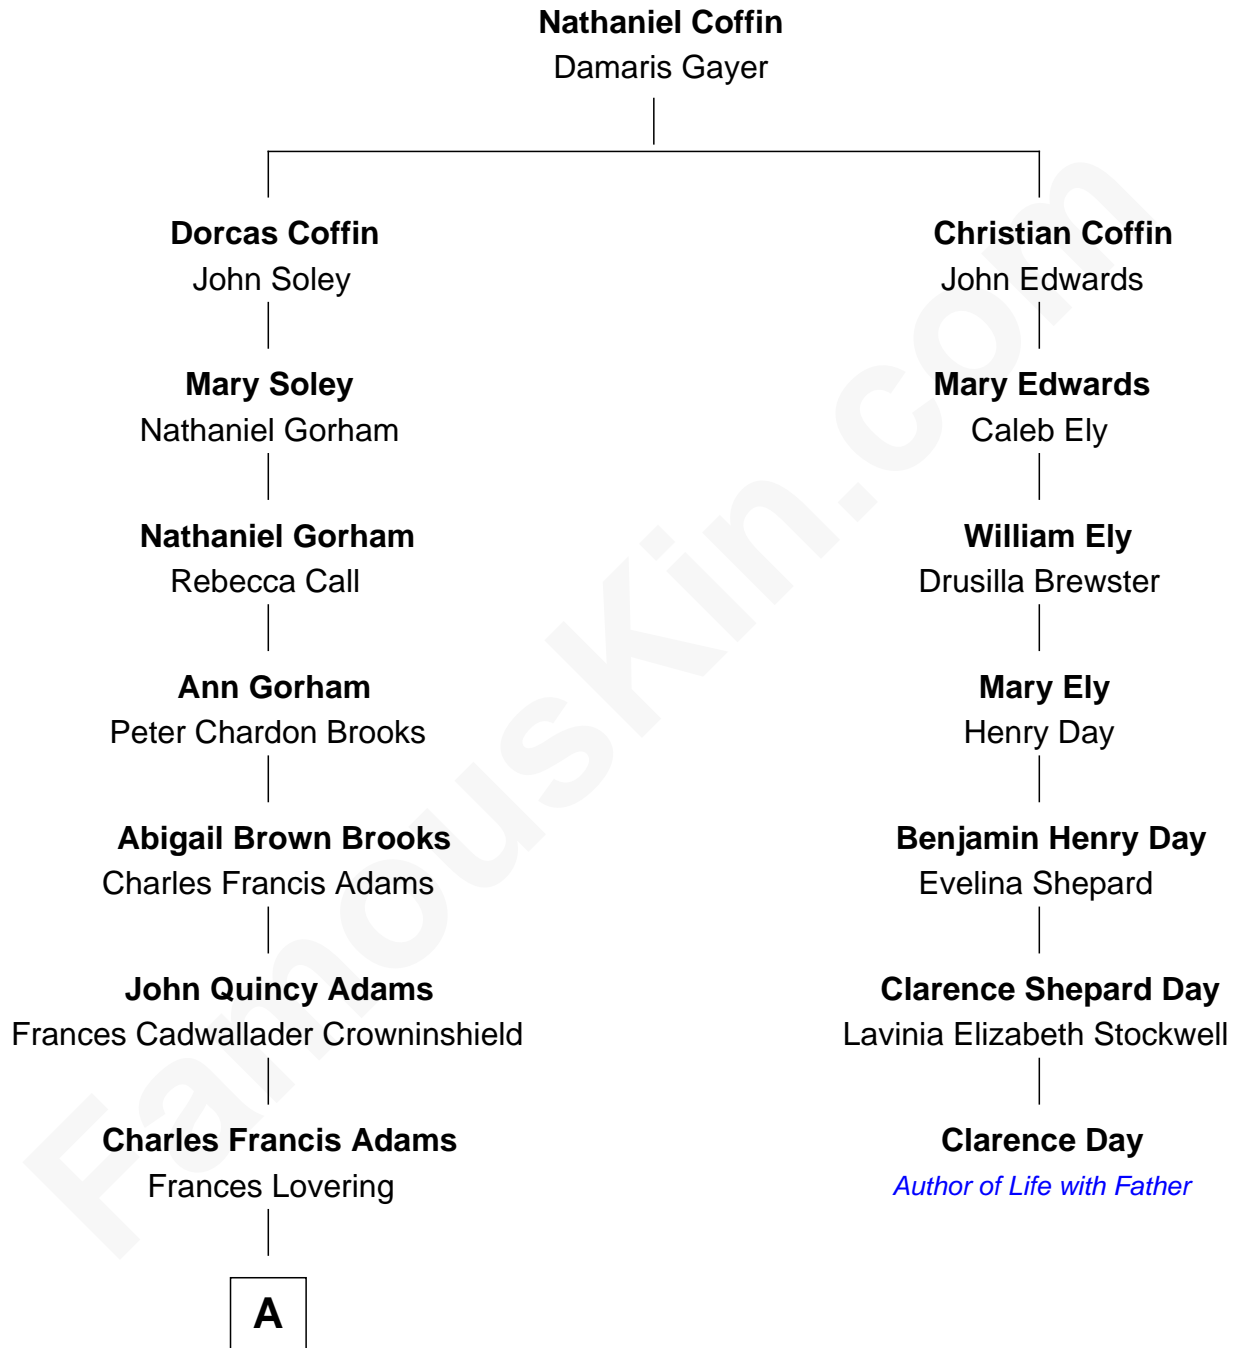 Nathaniel Coffin
Damaris Gayer
Dorcas Coffin
John Soley
Christian Coffin
John Edwards
Mary Soley
Nathaniel Gorham
Mary Edwards
Caleb Ely
Nathaniel Gorham
Rebecca Call
William Ely
Drusilla Brewster
Ann Gorham
Peter Chardon Brooks
Mary Ely
Henry Day
Abigail Brown Brooks
Charles Francis Adams
Benjamin Henry Day
Evelina Shepard
John Quincy Adams
Frances Cadwallader Crowninshield
Clarence Shepard Day
Lavinia Elizabeth Stockwell
Charles Francis Adams
Frances Lovering
Clarence Day
Author of Life with Father
A
FamousKin.com